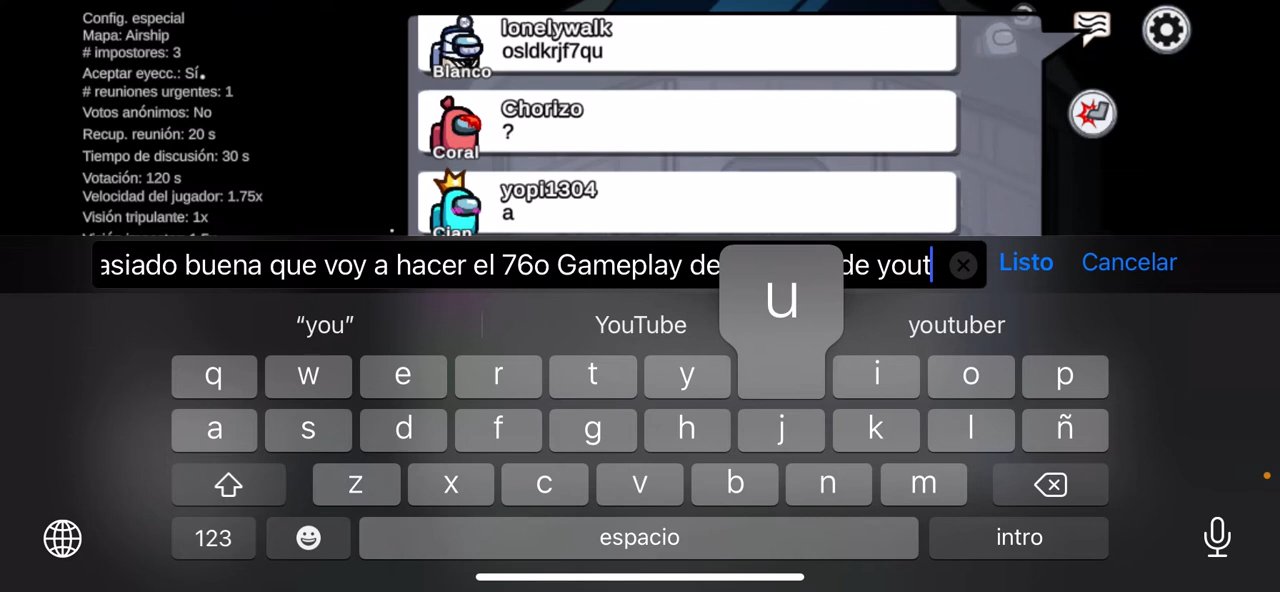 Config. especial
Mapa: Airship
# impostores: 3
Aceptar eyecc.: Sí.
# reuniones urgentes: 1
Votos anónimos: No
Recup. reunión: 20 s
Tiempo de discusión: 30 s
Votación: 120 s
Velocidad del jugador: 1.75x
Visión tripulante: 1x
lonelywalk
osldkrjf7qu
Blanco
Chorizo
?
Coral
yopi1304
a
Cian
asiado buena que voy a hacer el 76o Gameplay de de yout
Listo
Cancelar
“you”
YouTube
youtuber
u
q w e r t y i o p
a s d f g h j k l ñ
z x c v b n m
123
espacio
intro